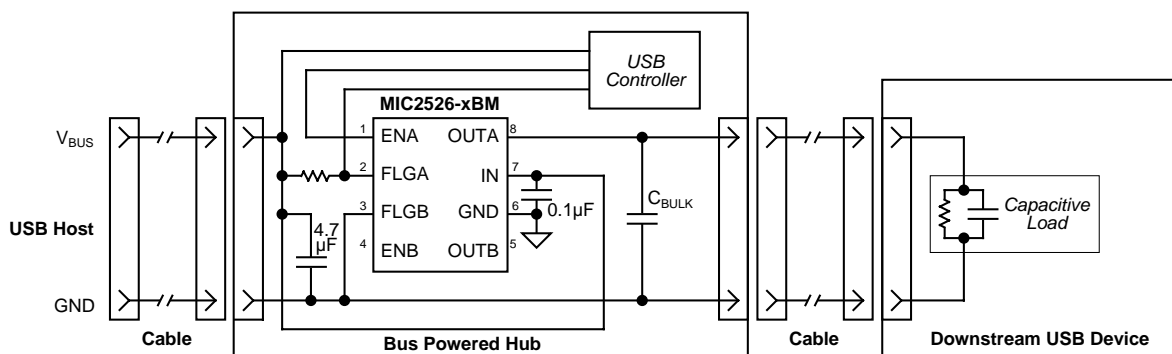 USB
Controller
MIC2526-xBM
VBUS
1 ENA OUTA 8
2 FLGA IN 7
3 FLGB GND 6
4 ENB OUTB 5
4.7
µF
0.1µF
CBULK
USB Host
GND
Capacitive
Load
Cable
Bus Powered Hub
Cable
Downstream USB Device